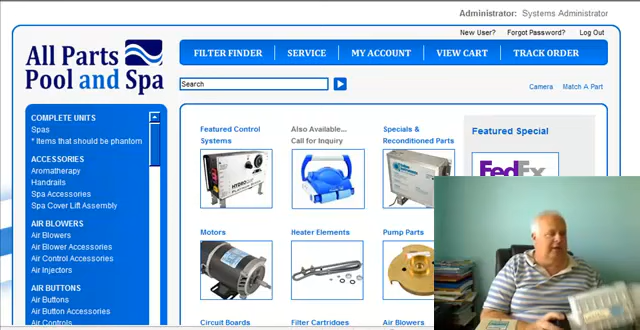 Administrator: Systems Administrator
New User? Forgot Password? Log Out
All Parts
Pool and Spa
FILTER FINDER SERVICE MY ACCOUNT VIEW CART TRACK ORDER
Search
Camera Match A Part
COMPLETE UNITS
Spas
* Items that should be phantom
ACCESSORIES
Aromatherapy
Handrails
Spa Accessories
Spa Cover Lift Assembly
AIR BLOWERS
Air Blowers
Air Blower Accessories
Air Control Accessories
Air Injectors
AIR BUTTONS
Air Buttons
Air Button Accessories
Air Controls
Featured Control
Systems
Also Available...
Call for Inquiry
Specials &
Reconditioned Parts
Featured Special
HYDRO
FedEx
Motors
Heater Elements
Pump Parts
Circuit Boards
Filter Cartridges
Air Blowers